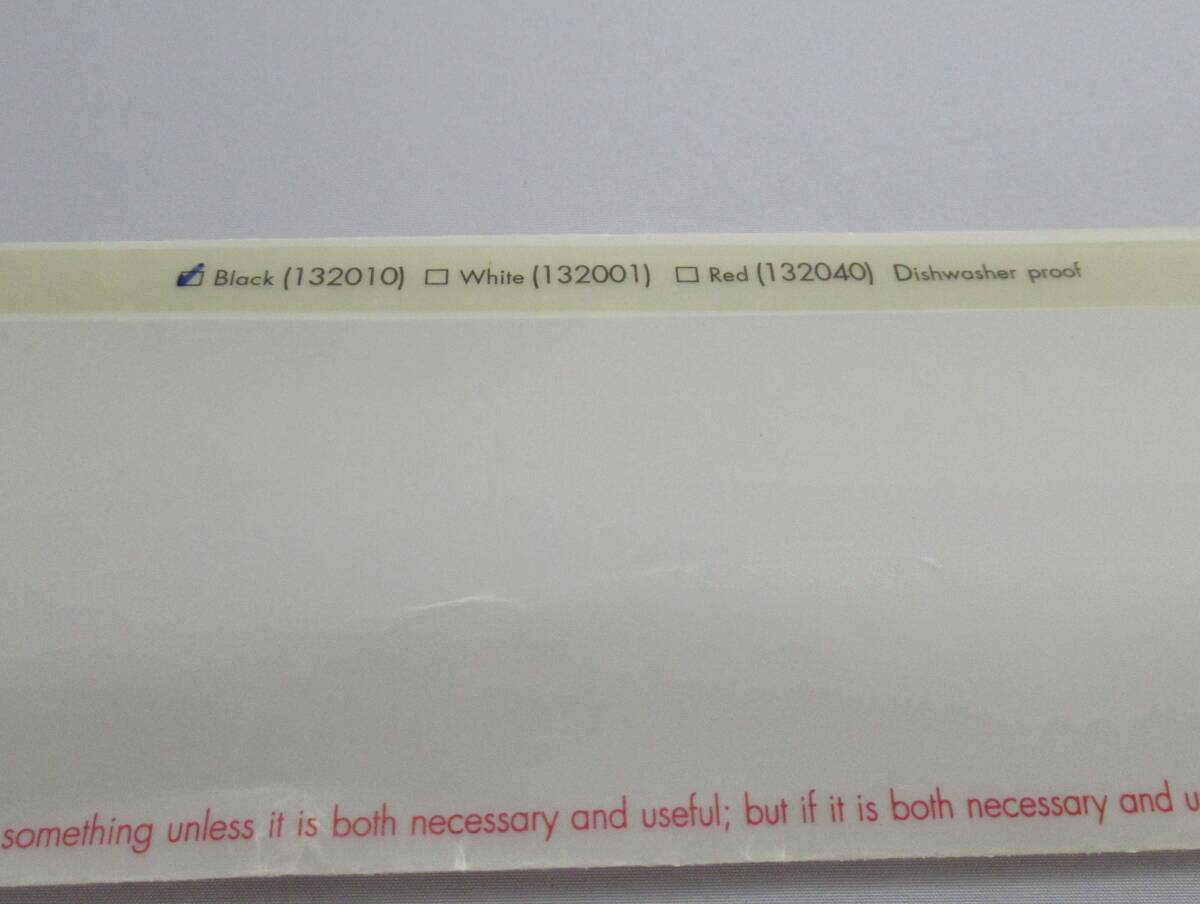 Black (132010) White (132001) Red (132040) Dishwasher proof
something unless it is both necessary and useful; but if it is both necessary and u